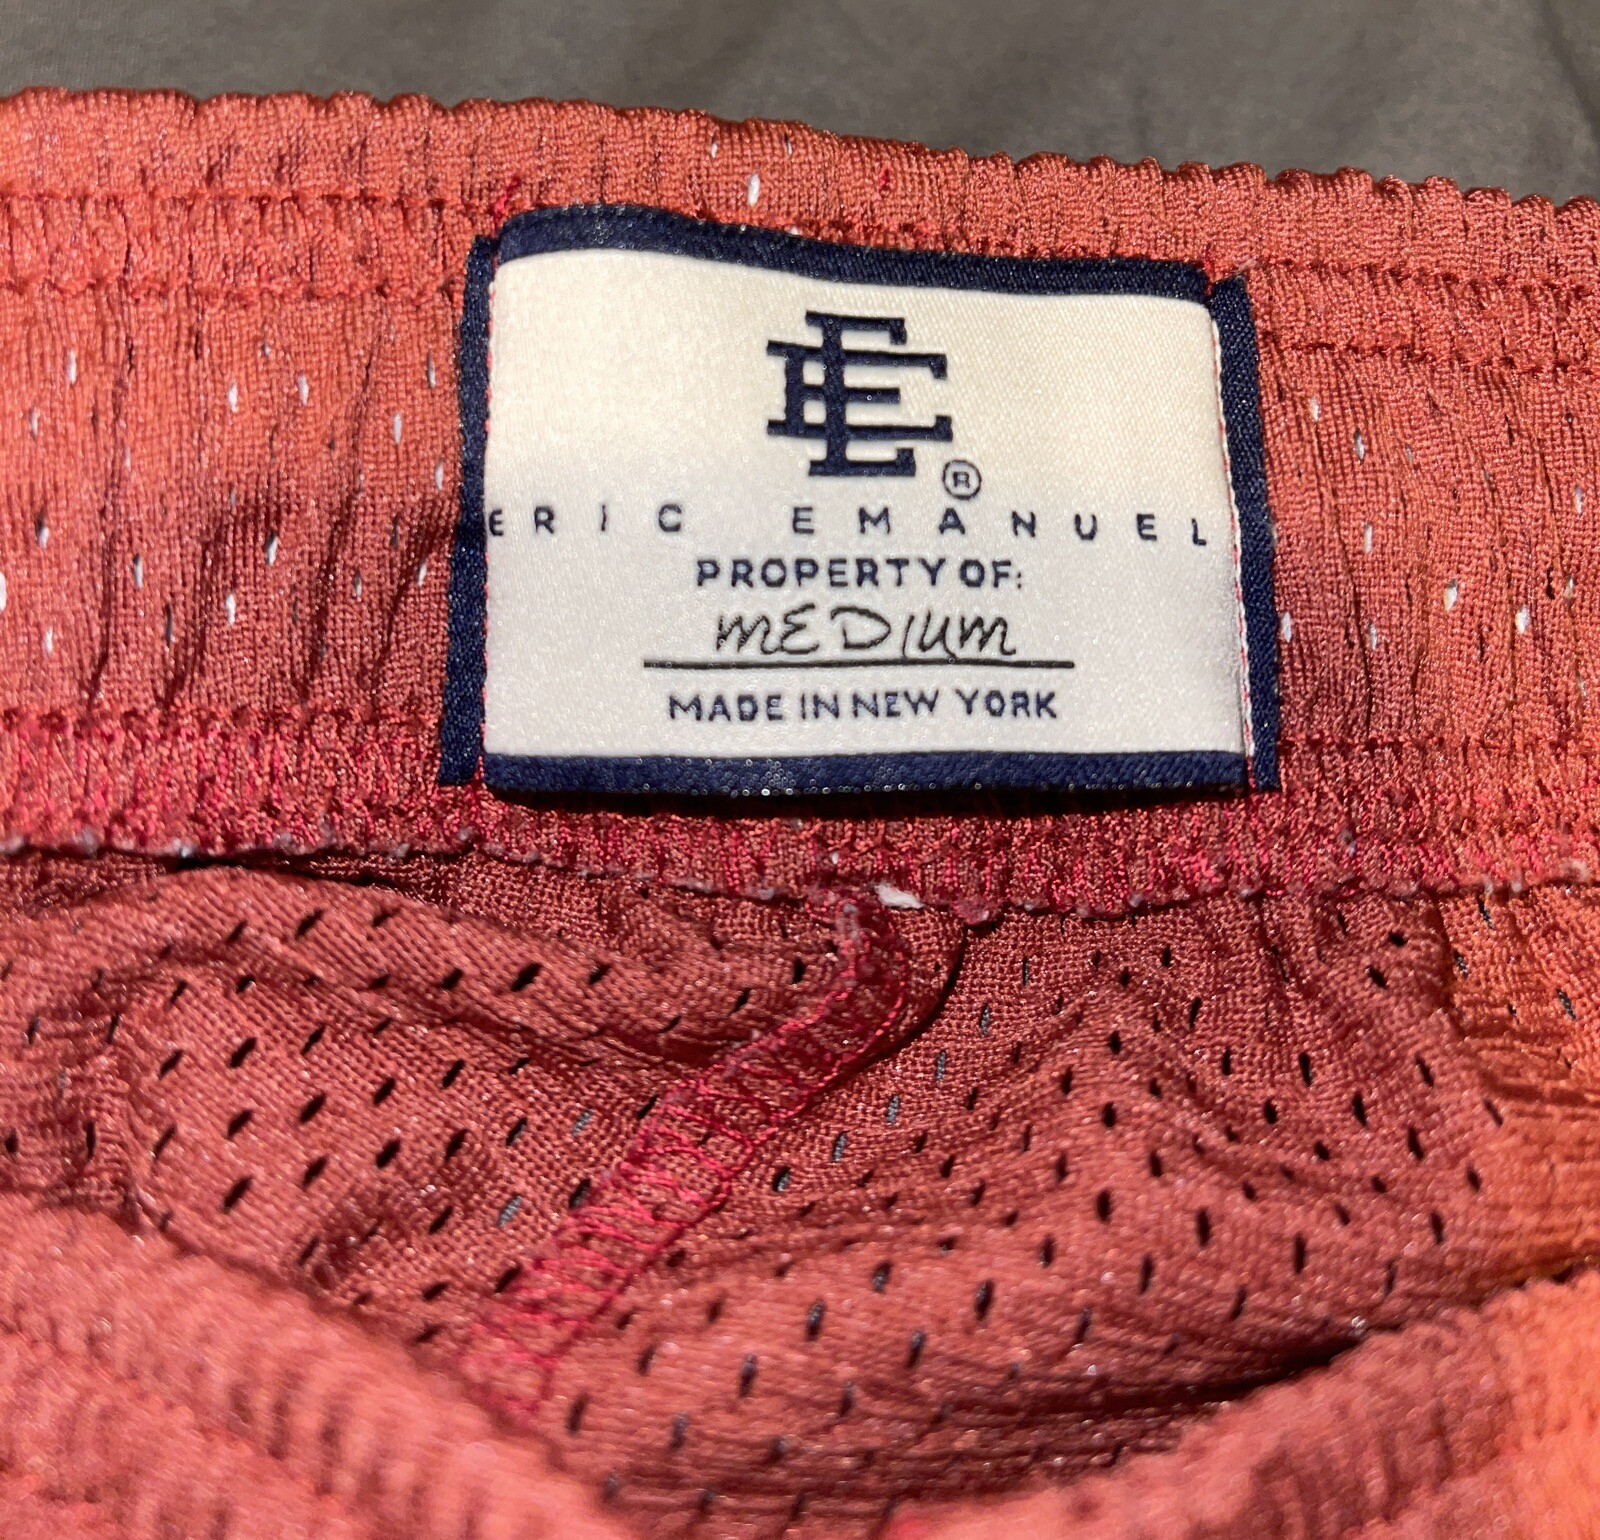 EE
®
ERIC EMANUEL
PROPERTY OF:
MEDIUM
MADE IN NEW YORK